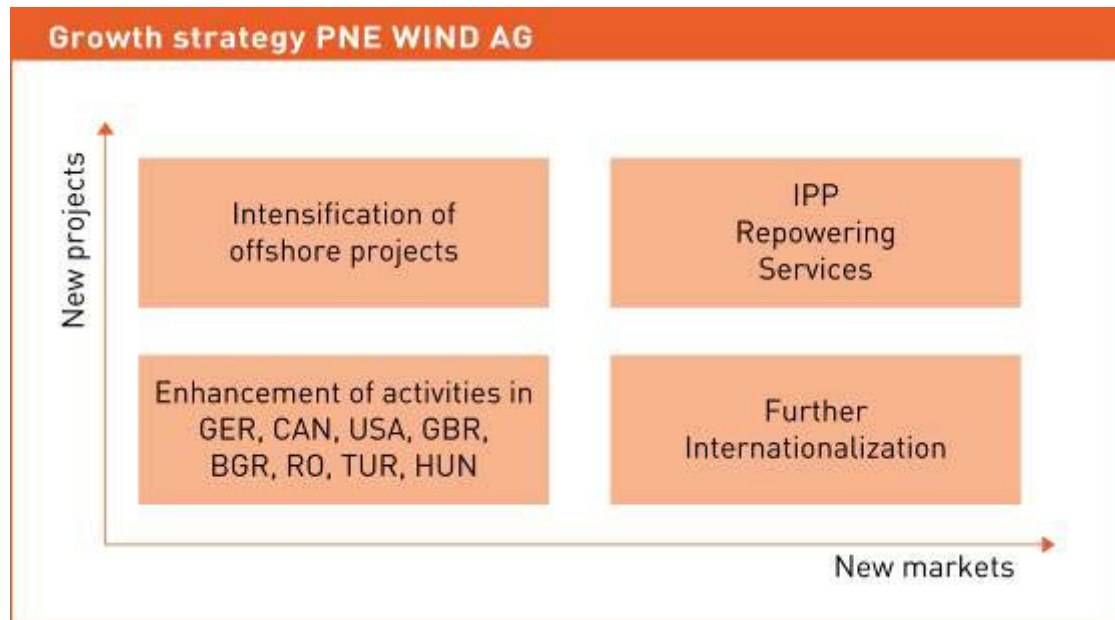 Growth strategy PNE WIND AG
New projects
Intensification of
offshore projects
IPP
Repowering
Services
Enhancement of activities in
GER, CAN, USA, GBR,
BGR, RO, TUR, HUN
Further
Internationalization
New markets